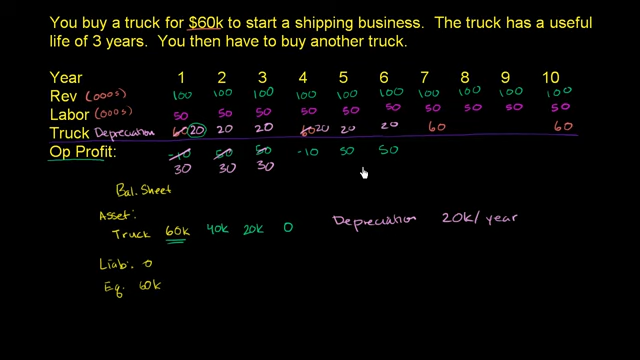 You buy a truck for $60k to start a shipping business. The truck has a useful
life of 3 years. You then have to buy another truck.
Year 1 2 3 4 5 6 7 8 9 10
Rev (000s) 100 100 100 100 100 100 100 100 100 100
Labor (000s) 50 50 50 50 50 50 50 50 50 50
Truck Depreciation 60 20 20 20 60 20 20 20 60 60
Op Profit: -10 50 50 -10 50 50
30 30 30
Bal. Sheet
Asset:
Truck 60k 40k 20k 0 Depreciation 20k/year
Liab: 0
Eq. 60k